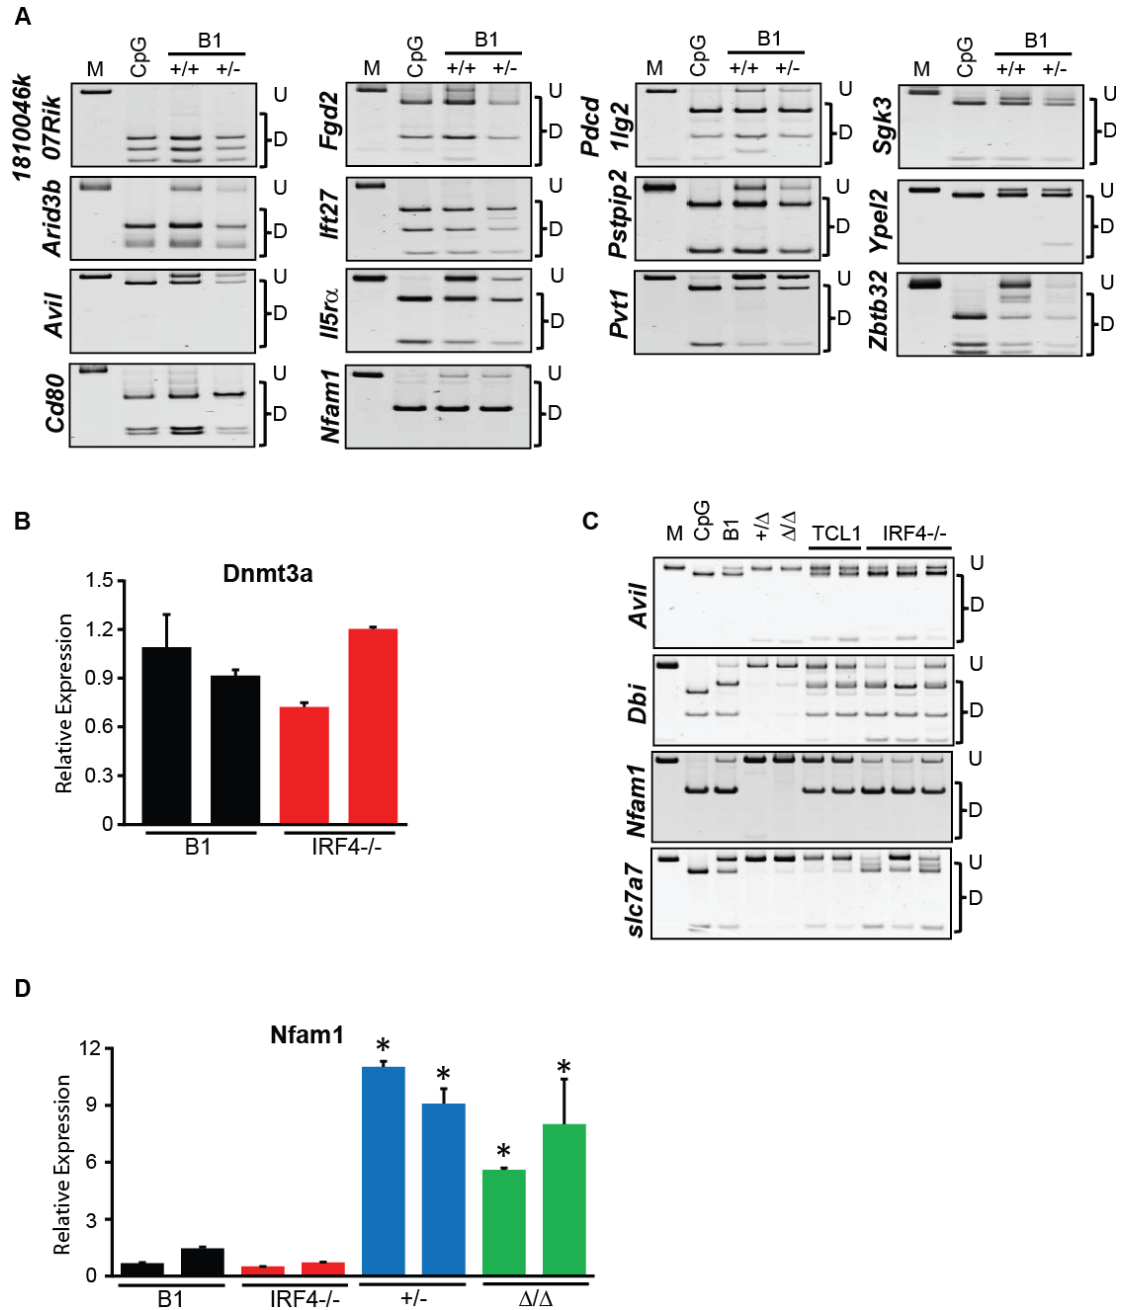 A
M CpG B1 +/+ +/-
1810046k
07Rik
U
D
Arid3b
U
D
Avil
U
D
Cd80
U
D
M CpG B1 +/+ +/-
Fgd2
U
D
Ift27
U
D
Il5rα
U
D
Nfam1
U
D
M CpG B1 +/+ +/-
Pdcd
1lg2
U
D
Pstpip2
U
D
Pvt1
U
D
M CpG B1 +/+ +/-
Sgk3
U
D
Ypel2
U
D
Zbtb32
U
D
B
Dnmt3a
Relative Expression
1.5
1.2
0.9
0.6
0.3
0
B1 IRF4-/-
C
M CpG B1 +/Δ Δ/Δ TCL1 IRF4-/-
Avil
U
D
Dbi
U
D
Nfam1
U
D
slc7a7
U
D
D
Nfam1
Relative Expression
12
9
6
3
0
* * * *
B1 IRF4-/- +/- Δ/Δ